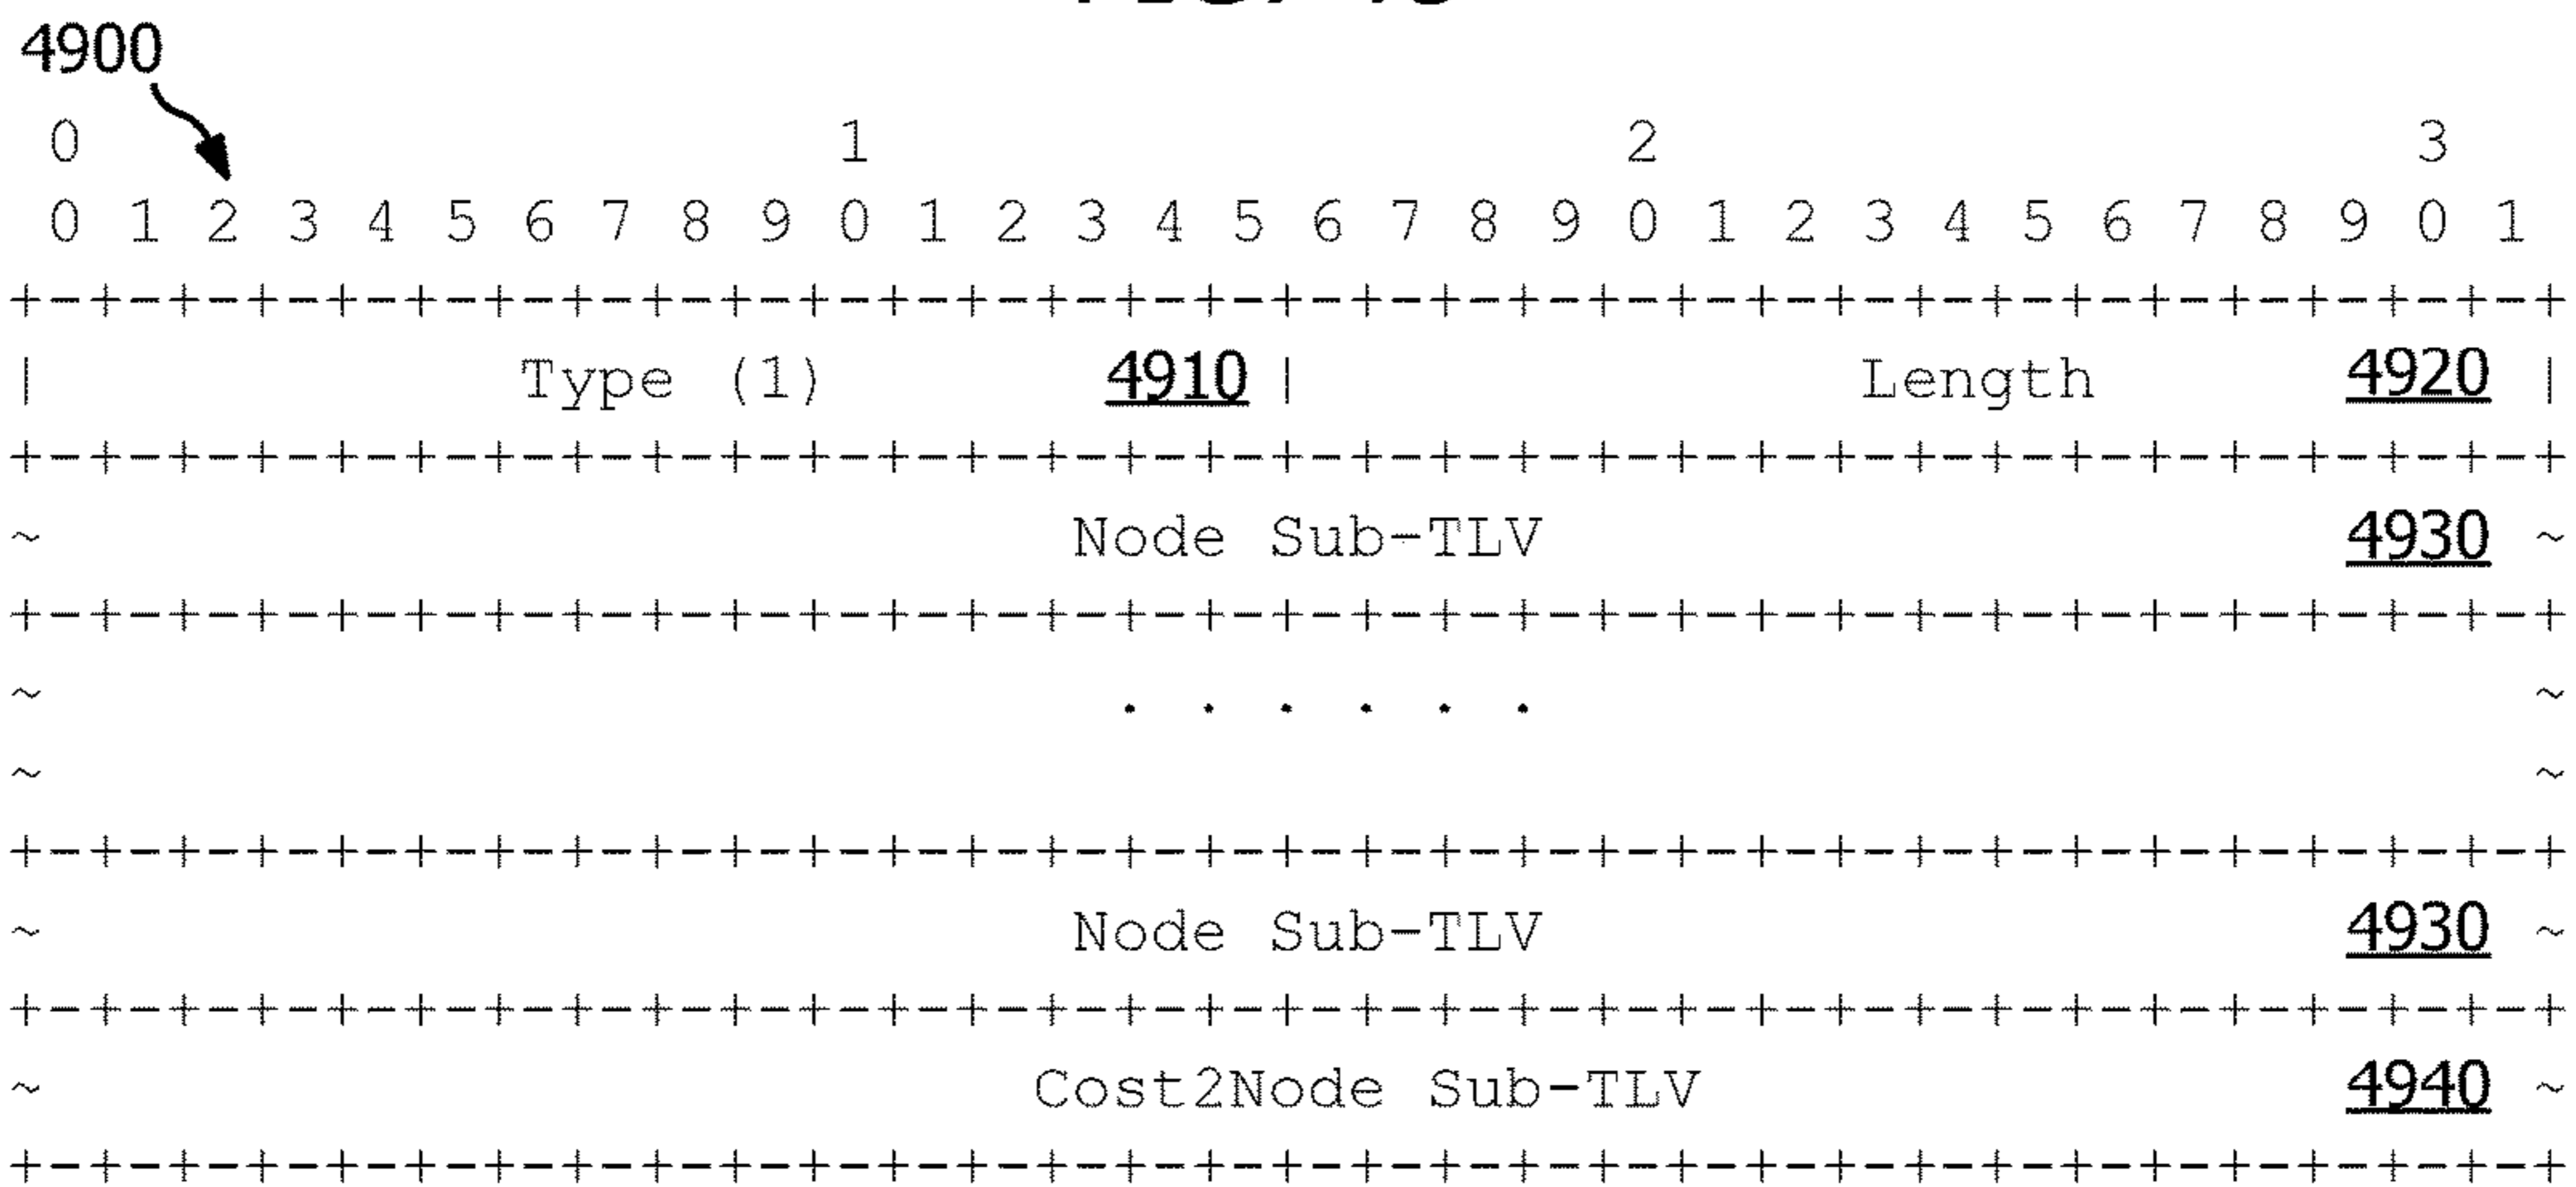 4900
0 1 2 3
0 1 2 3 4 5 6 7 8 9 0 1 2 3 4 5 6 7 8 9 0 1 2 3 4 5 6 7 8 9 0 1
+-+-+-+-+-+-+-+-+-+-+-+-+-+-+-+-+-+-+-+-+-+-+-+-+-+-+-+-+-+-+-+-+
| Type (1) 4910 | Length 4920 |
+-+-+-+-+-+-+-+-+-+-+-+-+-+-+-+-+-+-+-+-+-+-+-+-+-+-+-+-+-+-+-+-+
~ Node Sub-TLV 4930 ~
+-+-+-+-+-+-+-+-+-+-+-+-+-+-+-+-+-+-+-+-+-+-+-+-+-+-+-+-+-+-+-+-+
~ . . . . . . ~
~ ~
+-+-+-+-+-+-+-+-+-+-+-+-+-+-+-+-+-+-+-+-+-+-+-+-+-+-+-+-+-+-+-+-+
~ Node Sub-TLV 4930 ~
+-+-+-+-+-+-+-+-+-+-+-+-+-+-+-+-+-+-+-+-+-+-+-+-+-+-+-+-+-+-+-+-+
~ Cost2Node Sub-TLV 4940 ~
+-+-+-+-+-+-+-+-+-+-+-+-+-+-+-+-+-+-+-+-+-+-+-+-+-+-+-+-+-+-+-+-+